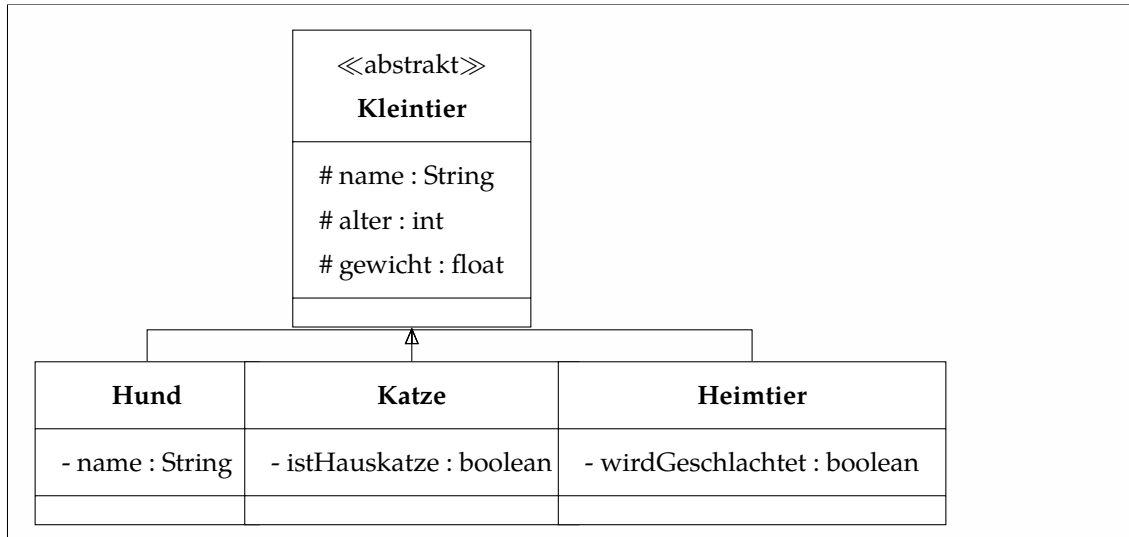 ≪abstrakt≫
Kleintier
# name : String
# alter : int
# gewicht : float
Hund
Katze
Heimtier
- name : String
- istHauskatze : boolean
- wirdGeschlachtet : boolean